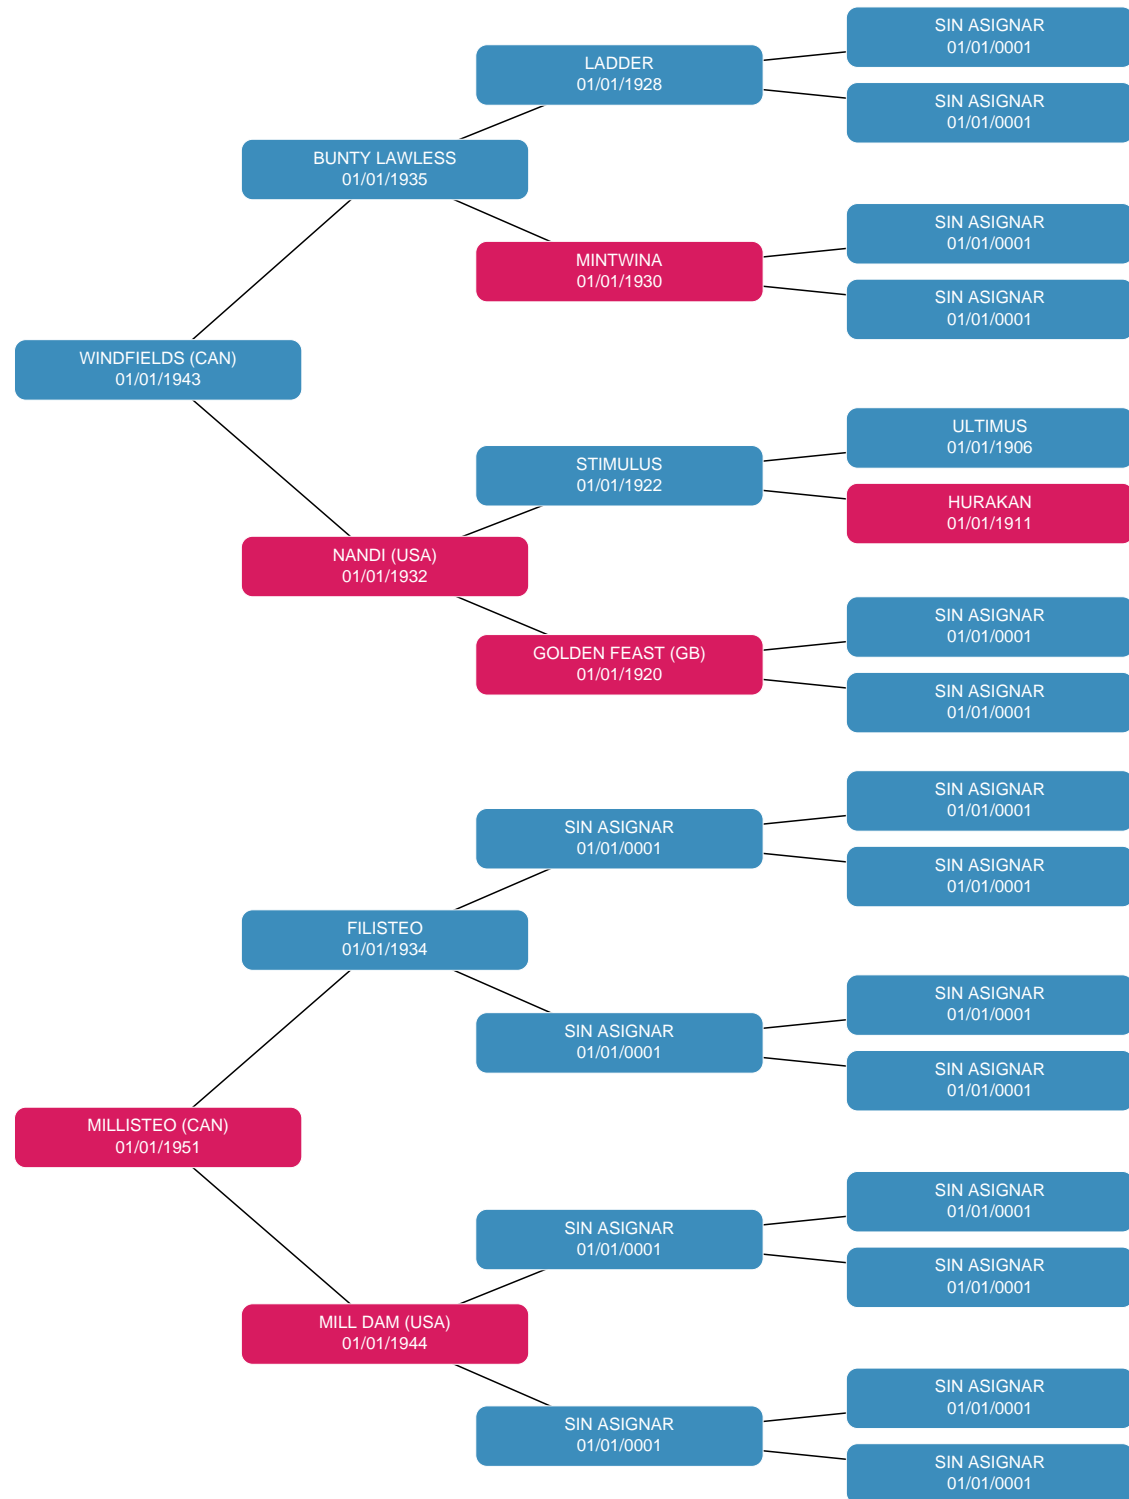 SIN ASIGNAR
01/01/0001
LADDER
01/01/1928
SIN ASIGNAR
01/01/0001
BUNTY LAWLESS
01/01/1935
SIN ASIGNAR
01/01/0001
MINTWINA
01/01/1930
SIN ASIGNAR
01/01/0001
WINDFIELDS (CAN)
01/01/1943
ULTIMUS
01/01/1906
STIMULUS
01/01/1922
HURAKAN
01/01/1911
NANDI (USA)
01/01/1932
SIN ASIGNAR
01/01/0001
GOLDEN FEAST (GB)
01/01/1920
SIN ASIGNAR
01/01/0001
SIN ASIGNAR
01/01/0001
SIN ASIGNAR
01/01/0001
SIN ASIGNAR
01/01/0001
FILISTEO
01/01/1934
SIN ASIGNAR
01/01/0001
SIN ASIGNAR
01/01/0001
SIN ASIGNAR
01/01/0001
MILLISTEO (CAN)
01/01/1951
SIN ASIGNAR
01/01/0001
SIN ASIGNAR
01/01/0001
SIN ASIGNAR
01/01/0001
MILL DAM (USA)
01/01/1944
SIN ASIGNAR
01/01/0001
SIN ASIGNAR
01/01/0001
SIN ASIGNAR
01/01/0001